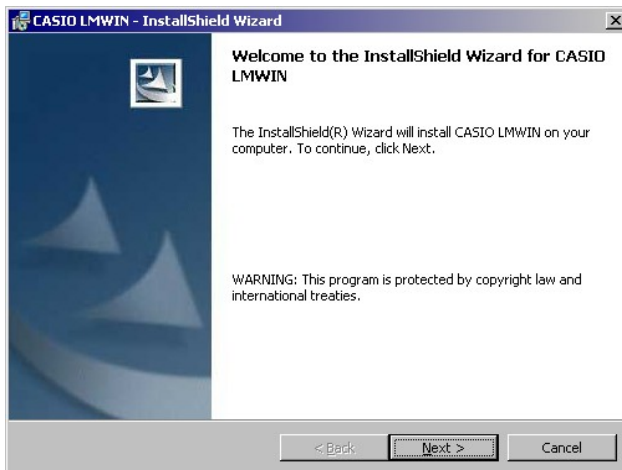 CASIO LMWIN - InstallShield Wizard
Welcome to the InstallShield Wizard for CASIO
LMWIN
The InstallShield(R) Wizard will install CASIO LMWIN on your
computer. To continue, click Next.
WARNING: This program is protected by copyright law and
international treaties.
< Back Next > Cancel